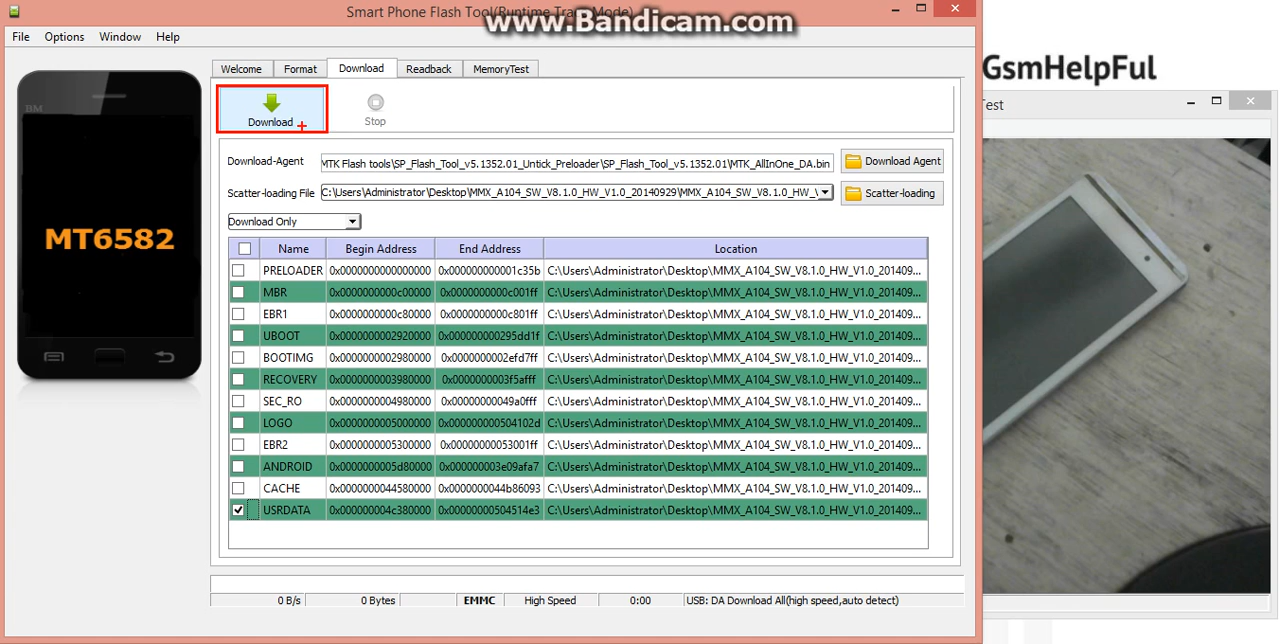 Smart Phone Flash Tool(Runtime Trace Mode)
www.Bandicam.com
File Options Window Help
GsmHelpFul
Welcome Format Download Readback MemoryTest
Download
Stop
BM
MT6582
Download-Agent MTK Flash tools\SP_Flash_Tool_v5.1352.01_Untick_Preloader\SP_Flash_Tool_v5.1352.01\MTK_AllInOne_DA.bin Download Agent
Scatter-loading File C:\Users\Administrator\Desktop\MMX_A104_SW_V8.1.0_HW_V1.0_20140929\MMX_A104_SW_V8.1.0_HW_ Scatter-loading
Download Only
Name Begin Address End Address Location
PRELOADER 0x0000000000000000 0x000000000001c35b C:\Users\Administrator\Desktop\MMX_A104_SW_V8.1.0_HW_V1.0_201409...
MBR 0x0000000000c00000 0x0000000000c001ff C:\Users\Administrator\Desktop\MMX_A104_SW_V8.1.0_HW_V1.0_201409...
EBR1 0x0000000000c80000 0x0000000000c801ff C:\Users\Administrator\Desktop\MMX_A104_SW_V8.1.0_HW_V1.0_201409...
UBOOT 0x0000000002920000 0x000000000295dd1f C:\Users\Administrator\Desktop\MMX_A104_SW_V8.1.0_HW_V1.0_201409...
BOOTIMG 0x0000000002980000 0x0000000002efd7ff C:\Users\Administrator\Desktop\MMX_A104_SW_V8.1.0_HW_V1.0_201409...
RECOVERY 0x0000000003980000 0x0000000003f5afff C:\Users\Administrator\Desktop\MMX_A104_SW_V8.1.0_HW_V1.0_201409...
SEC_RO 0x0000000004980000 0x00000000049a0fff C:\Users\Administrator\Desktop\MMX_A104_SW_V8.1.0_HW_V1.0_201409...
LOGO 0x0000000005000000 0x000000000504102d C:\Users\Administrator\Desktop\MMX_A104_SW_V8.1.0_HW_V1.0_201409...
EBR2 0x0000000005300000 0x00000000053001ff C:\Users\Administrator\Desktop\MMX_A104_SW_V8.1.0_HW_V1.0_201409...
ANDROID 0x0000000005d80000 0x000000003e09afa7 C:\Users\Administrator\Desktop\MMX_A104_SW_V8.1.0_HW_V1.0_201409...
CACHE 0x0000000044580000 0x0000000044b86093 C:\Users\Administrator\Desktop\MMX_A104_SW_V8.1.0_HW_V1.0_201409...
USRDATA 0x000000004c380000 0x00000000504514e3 C:\Users\Administrator\Desktop\MMX_A104_SW_V8.1.0_HW_V1.0_201409...
0 B/s 0 Bytes EMMC High Speed 0:00 USB: DA Download All(high speed,auto detect)